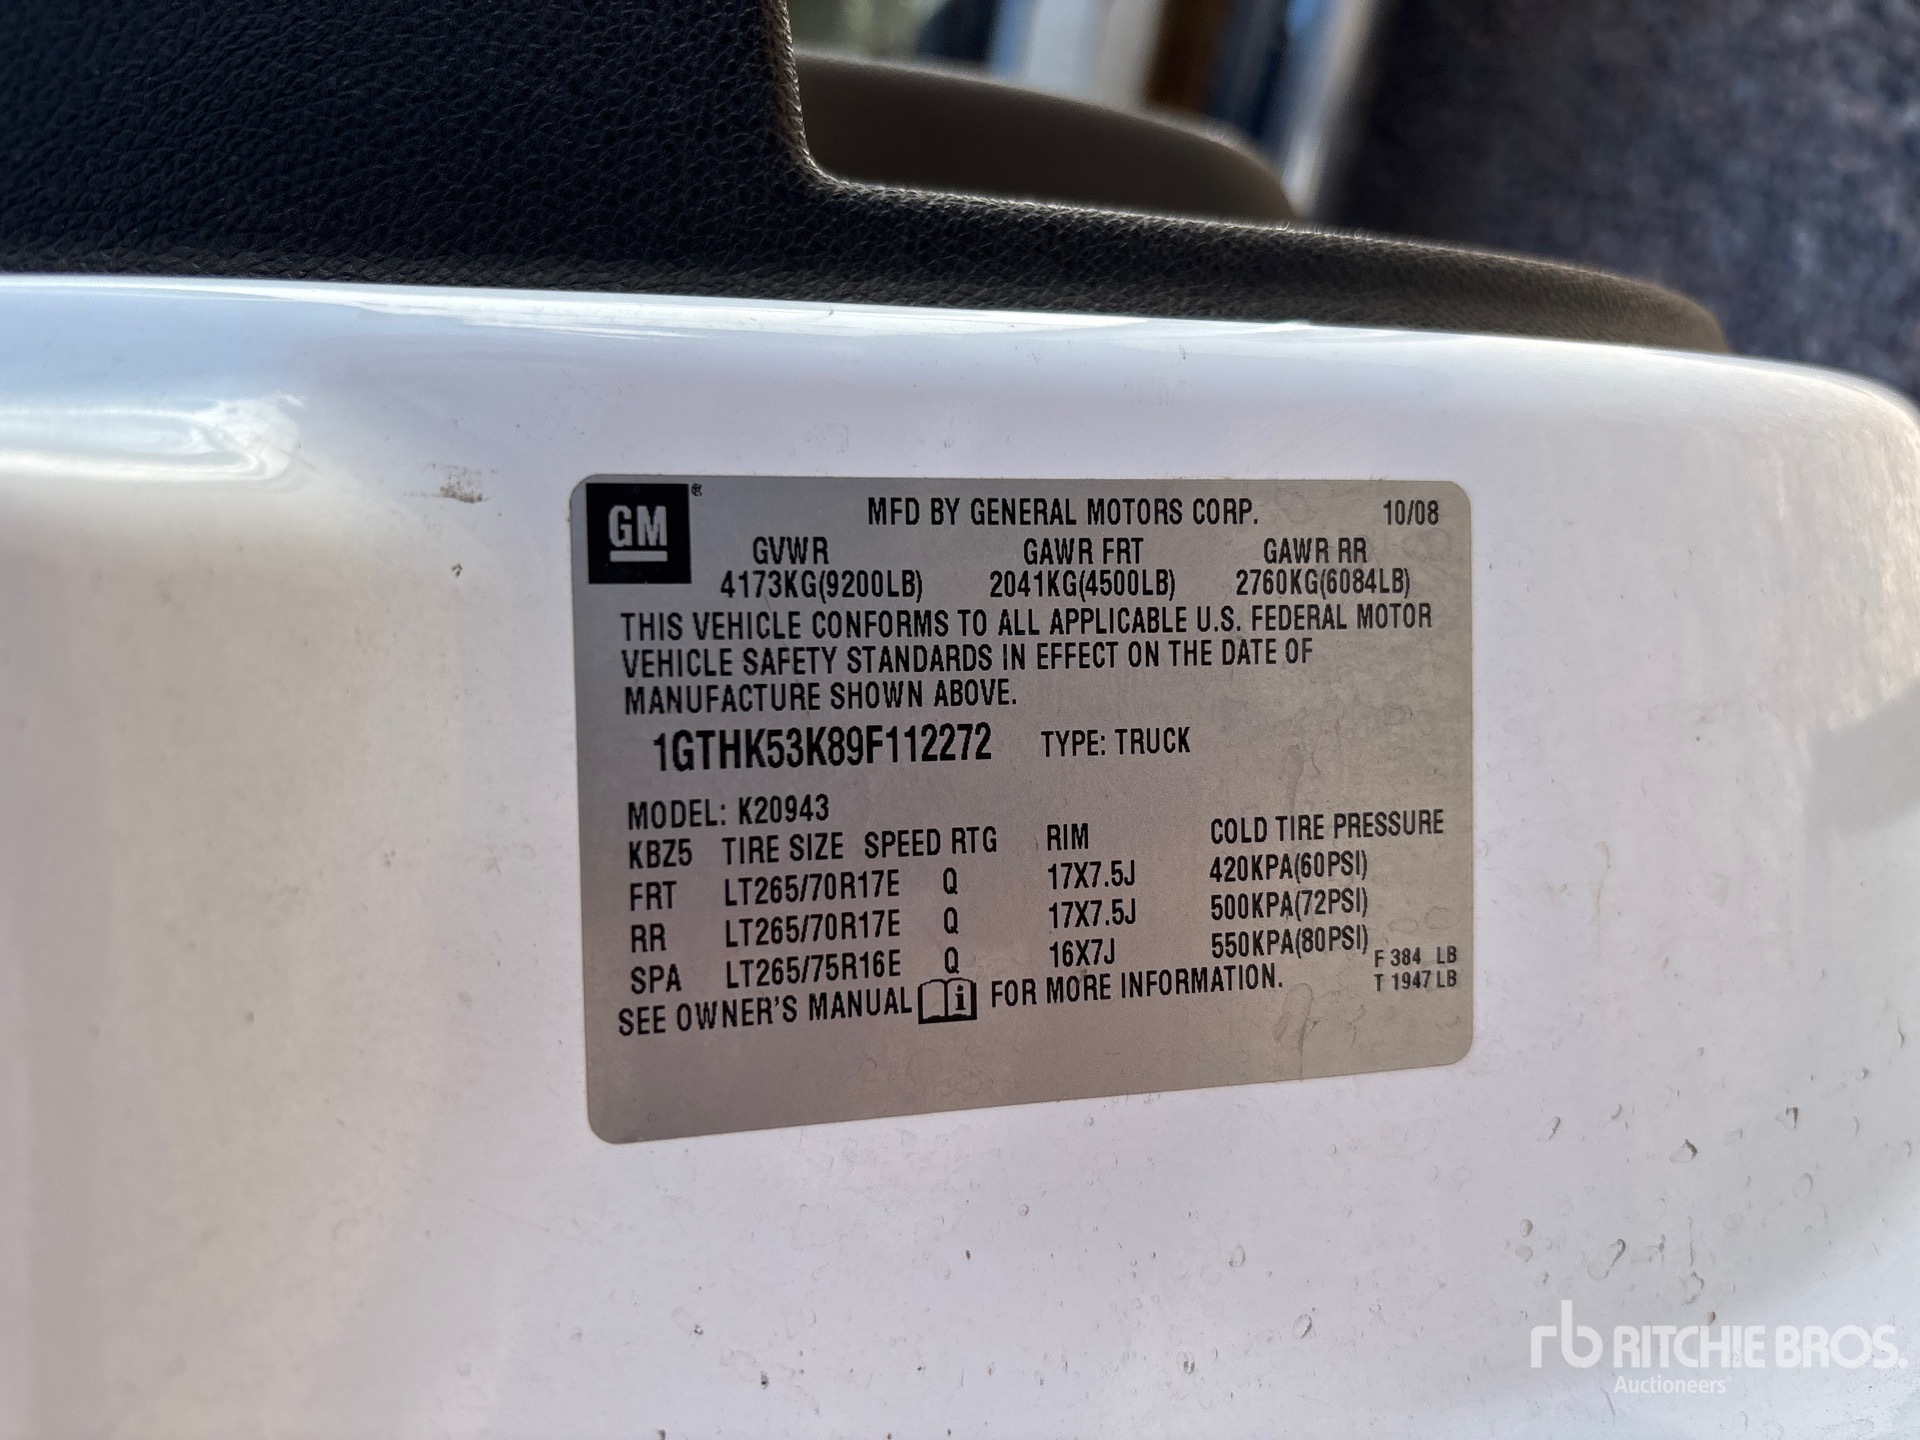 GM ® MFD BY GENERAL MOTORS CORP. 10/08
GVWR GAWR FRT GAWR RR
4173KG(9200LB) 2041KG(4500LB) 2760KG(6084LB)
THIS VEHICLE CONFORMS TO ALL APPLICABLE U.S. FEDERAL MOTOR
VEHICLE SAFETY STANDARDS IN EFFECT ON THE DATE OF
MANUFACTURE SHOWN ABOVE.
1GTHK53K89F112272 TYPE: TRUCK
MODEL: K20943
KBZ5 TIRE SIZE SPEED RTG RIM COLD TIRE PRESSURE
FRT LT265/70R17E Q 17X7.5J 420KPA(60PSI)
RR LT265/70R17E Q 17X7.5J 500KPA(72PSI)
SPA LT265/75R16E Q 16X7J 550KPA(80PSI) F 384 LB
SEE OWNER'S MANUAL i FOR MORE INFORMATION. T 1947 LB
rb RITCHIE BROS.
Auctioneers